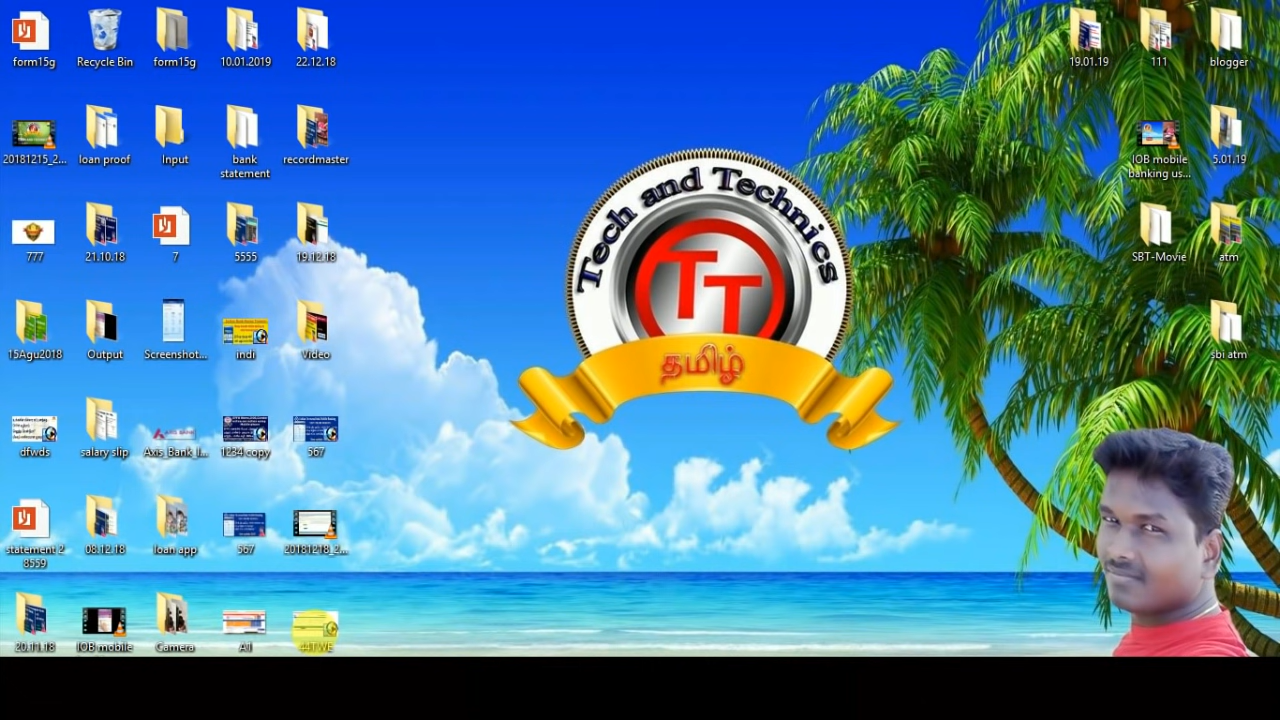 form15g
Recycle Bin
form15g
10.01.2019
22.12.18
19.01.19
111
blogger
20181215_2...
loan proof
Input
bank
statement
recordmaster
IOB mobile
banking us...
5.01.19
777
21.10.18
7
5555
19.12.18
SBT-Movie
atm
15Agu2018
Output
Screenshot...
indi
Video
sbi atm
dfwds
salary slip
Axis_Bank_l...
1234 copy
567
statement 2
8559
08.12.18
loan app
567
20181218_2...
20.11.18
IOB mobile
Camera
All
44TWE
Tech and Technics
TT
தமிழ்